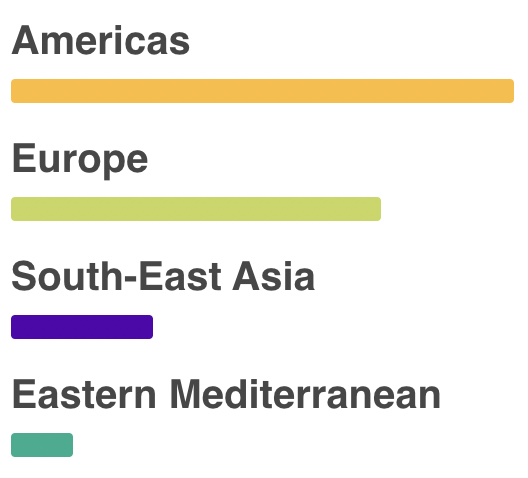 Americas
Europe
South-East Asia
Eastern Mediterranean